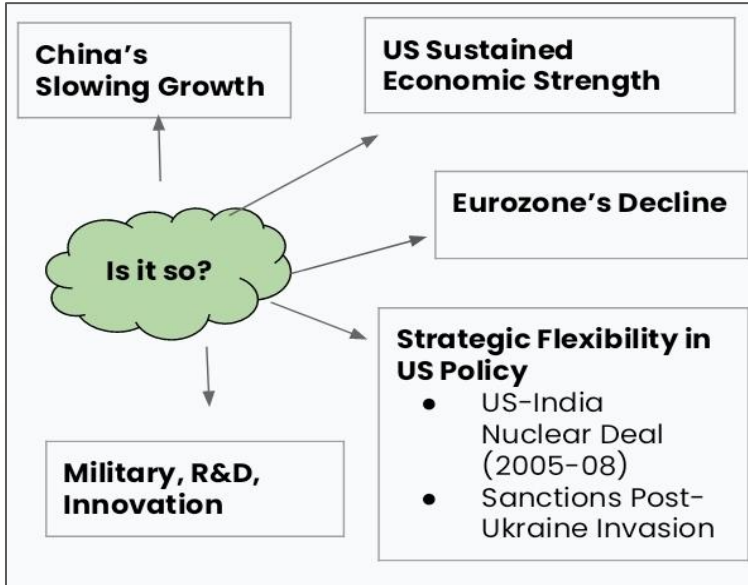 China's
Slowing Growth
US Sustained
Economic Strength
Eurozone's Decline
Is it so?
Strategic Flexibility in
US Policy
● US-India
Nuclear Deal
(2005-08)
● Sanctions Post-
Ukraine Invasion
Military, R&D,
Innovation